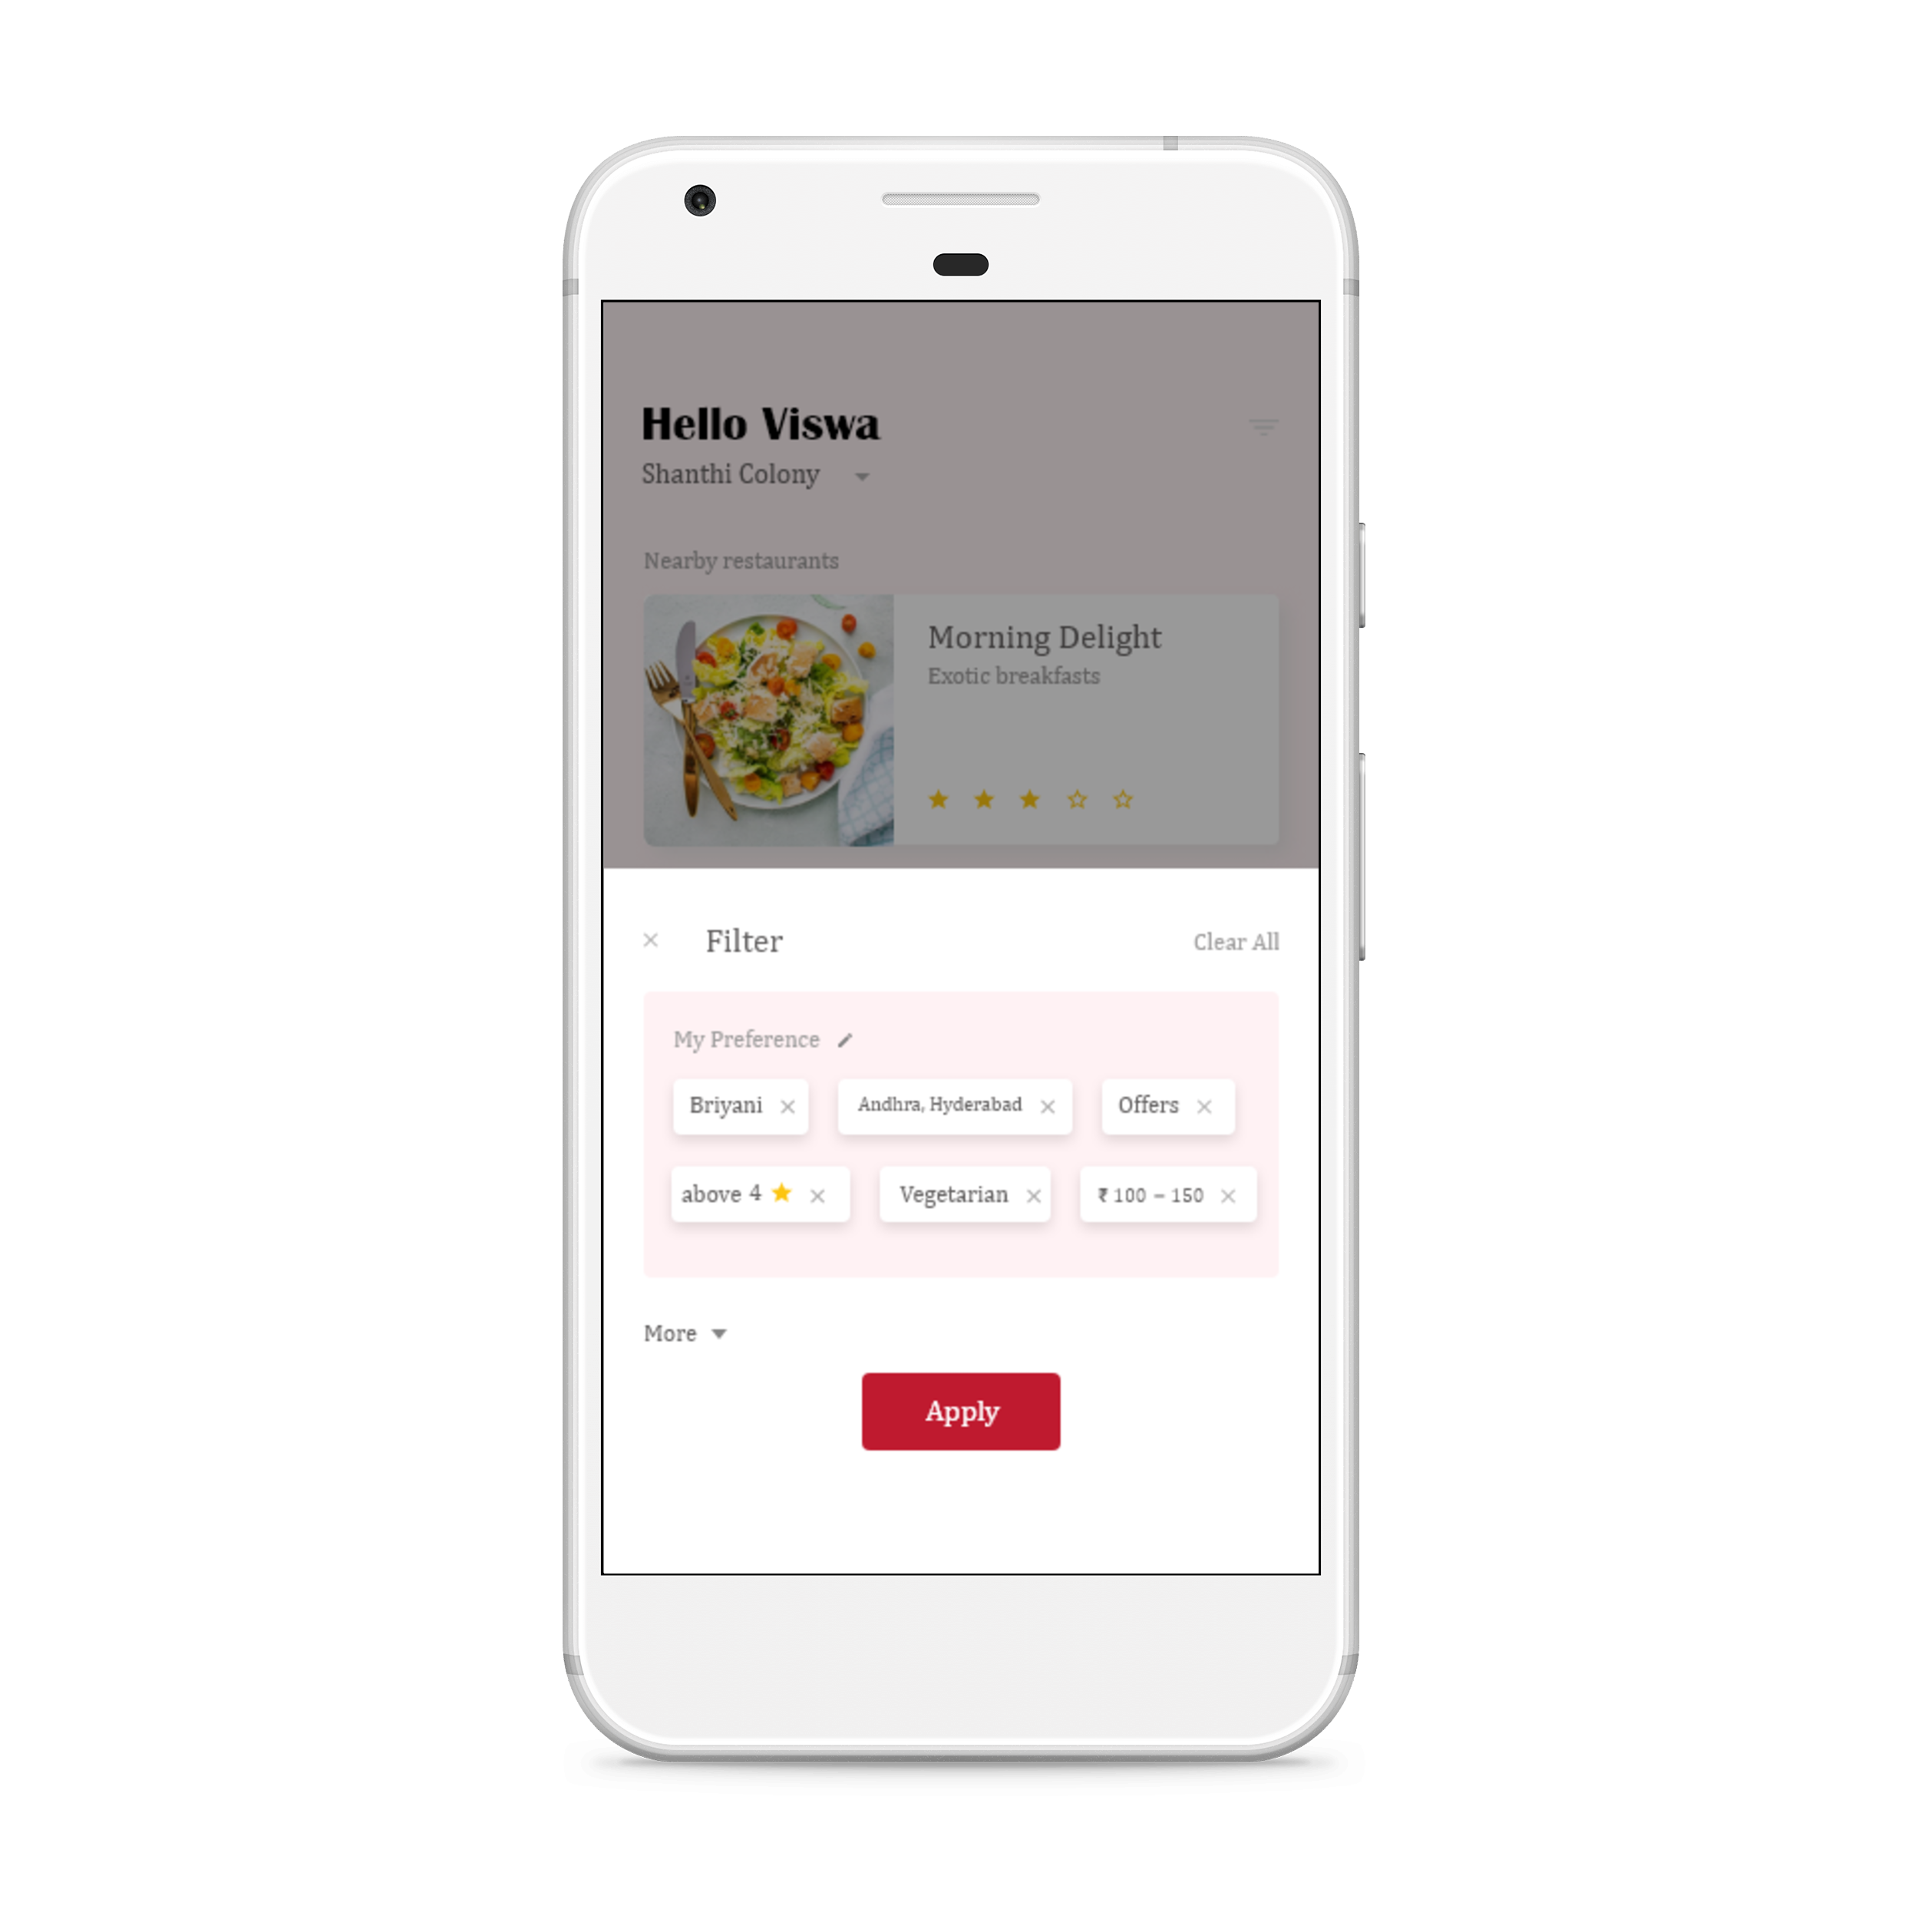 Hello Viswa
Shanthi Colony
Nearby restaurants
Morning Delight
Exotic breakfasts
Filter Clear All
My Preference
Briyani Andhra, Hyderabad Offers
above 4 Vegetarian ₹ 100 – 150
More
Apply